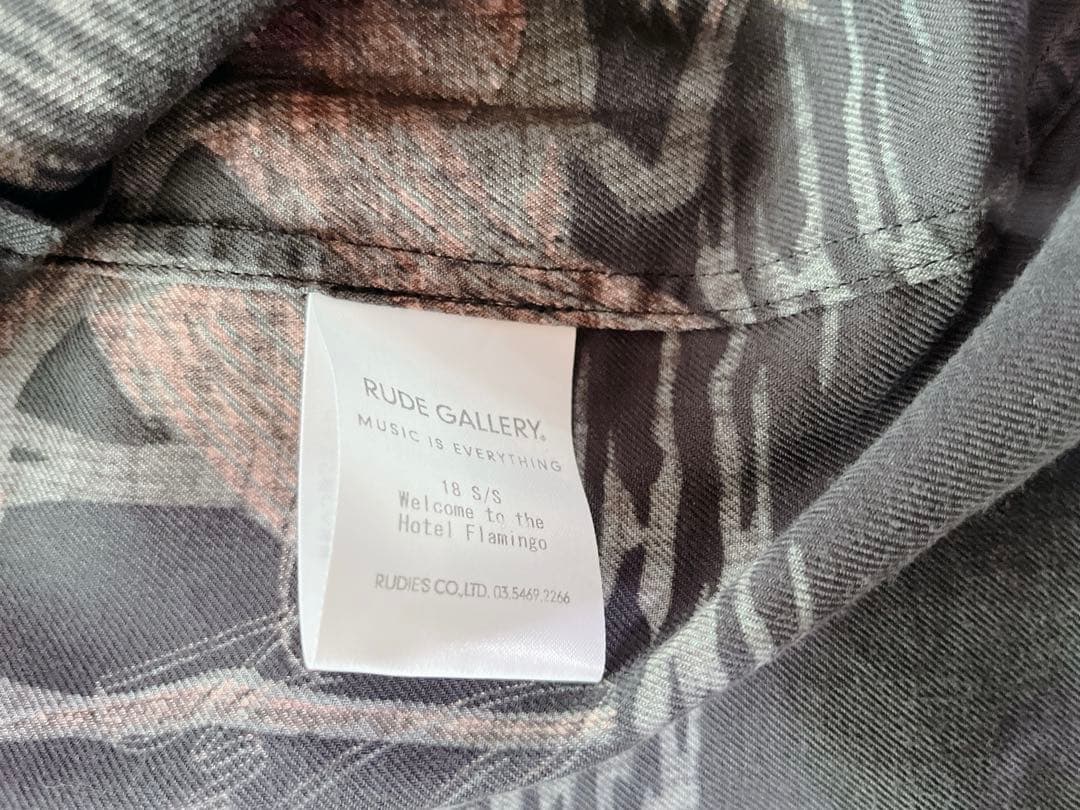 RUDE GALLERY.
MUSIC IS EVERYTHING
18 S/S
Welcome to the
Hotel Flamingo
RUDIES CO.,LTD. 03.5469.2266